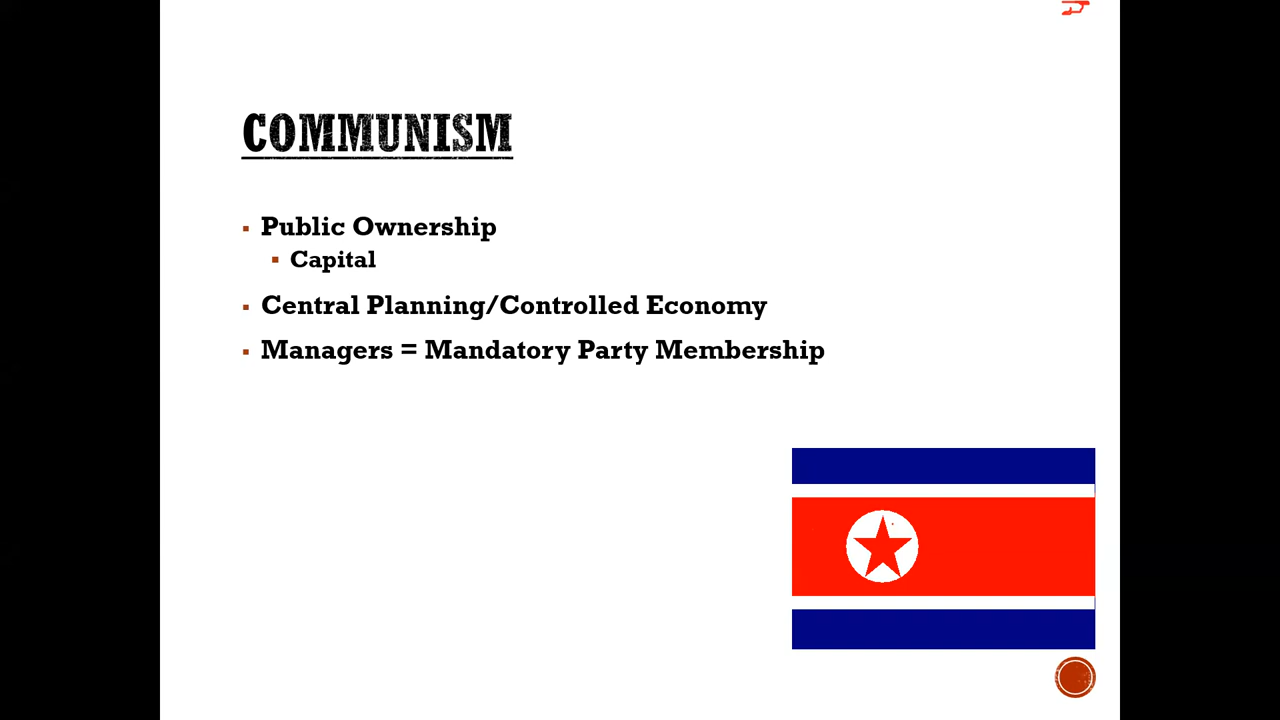 COMMUNISM
Public Ownership
Capital
Central Planning/Controlled Economy
Managers = Mandatory Party Membership